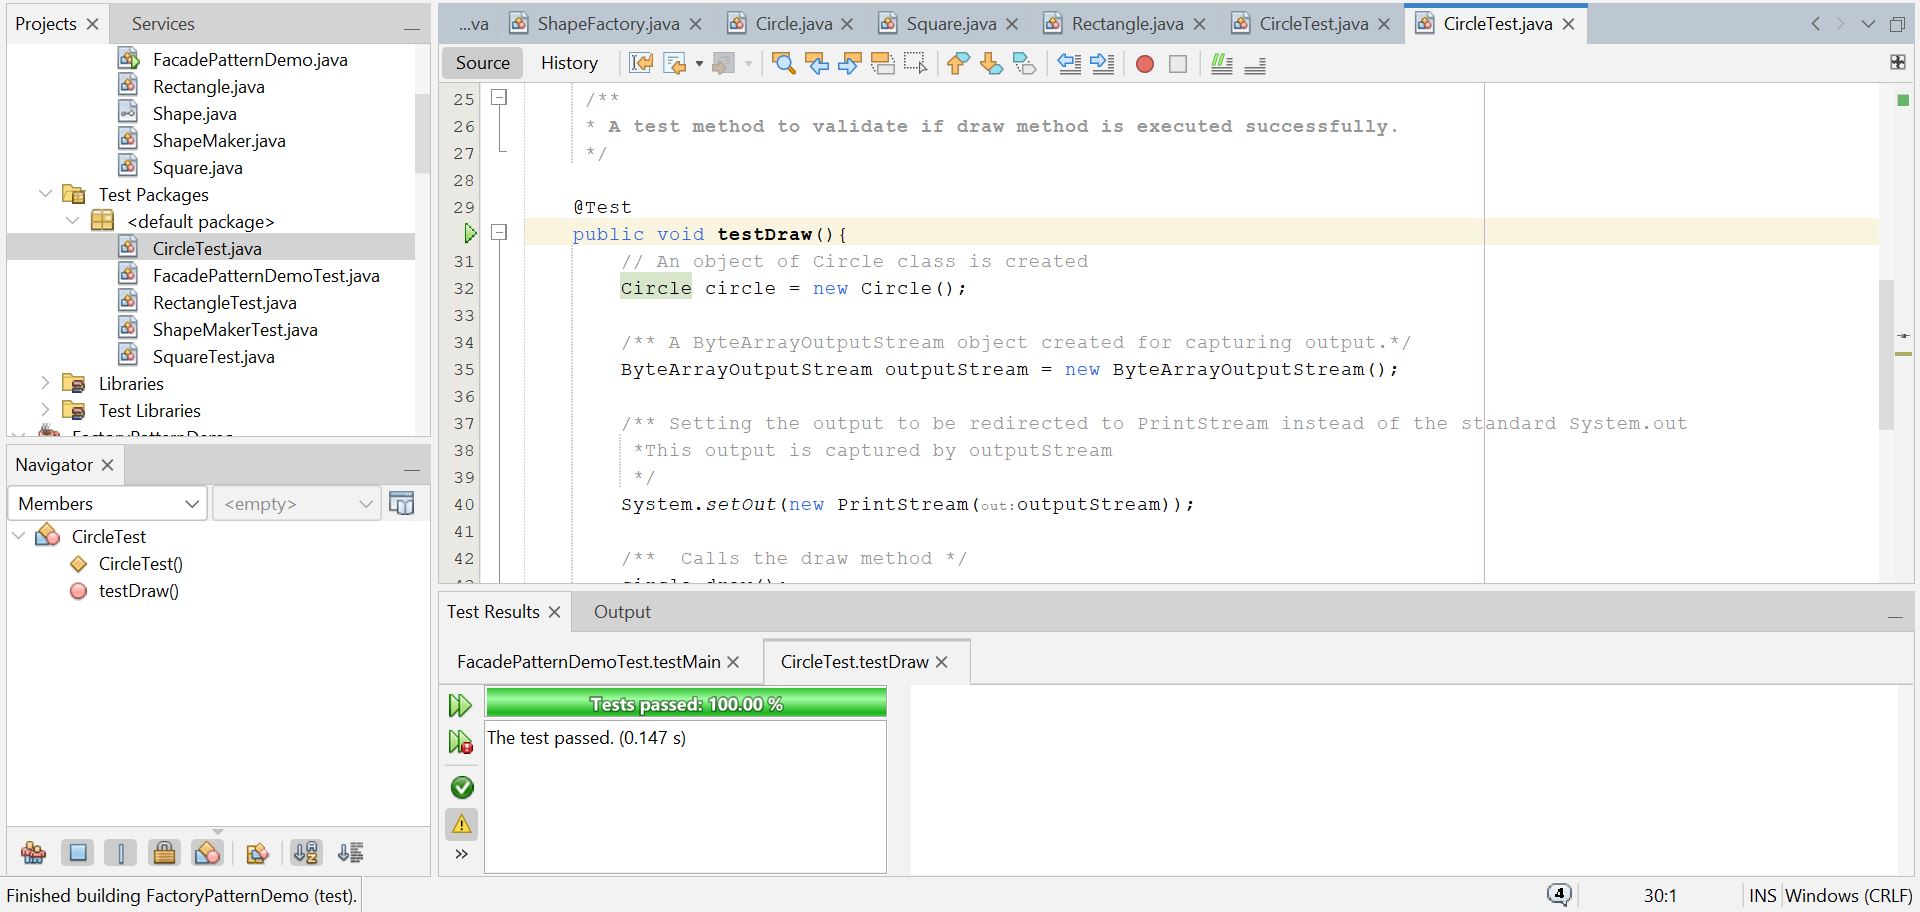 Projects
Services
FacadePatternDemo.java
Rectangle.java
Shape.java
ShapeMaker.java
Square.java
Test Packages
<default package>
CircleTest.java
FacadePatternDemoTest.java
RectangleTest.java
ShapeMakerTest.java
SquareTest.java
Libraries
Test Libraries
Navigator
Members
<empty>
CircleTest
CircleTest()
testDraw()
...va ShapeFactory.java Circle.java Square.java Rectangle.java CircleTest.java CircleTest.java
Source History
25 /**
26 * A test method to validate if draw method is executed successfully.
27 */
28
29 @Test
public void testDraw(){
31 // An object of Circle class is created
32 Circle circle = new Circle();
33
34 /** A ByteArrayOutputStream object created for capturing output.*/
35 ByteArrayOutputStream outputStream = new ByteArrayOutputStream();
36
37 /** Setting the output to be redirected to PrintStream instead of the standard System.out
38 *This output is captured by outputStream
39 */
40 System.setOut(new PrintStream(out:outputStream));
41
42 /**  Calls the draw method */
Test Results Output
FacadePatternDemoTest.testMain CircleTest.testDraw
Tests passed: 100.00 %
The test passed. (0.147 s)
Finished building FactoryPatternDemo (test).
4
30:1
INS
Windows (CRLF)